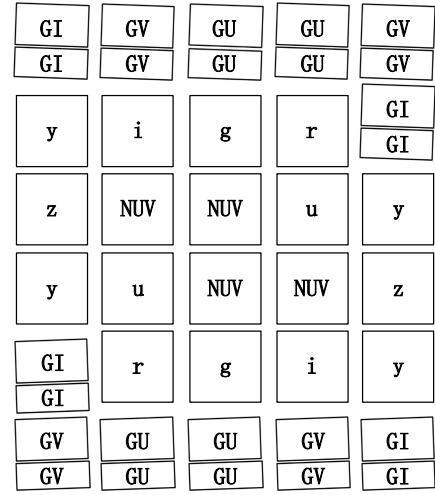 GI GV GU GU GV
GI GV GU GU GV
y i g r GI
GI
z NUV NUV u y
y u NUV NUV z
GI r g i y
GI
GV GU GU GV GI
GV GU GU GV GI